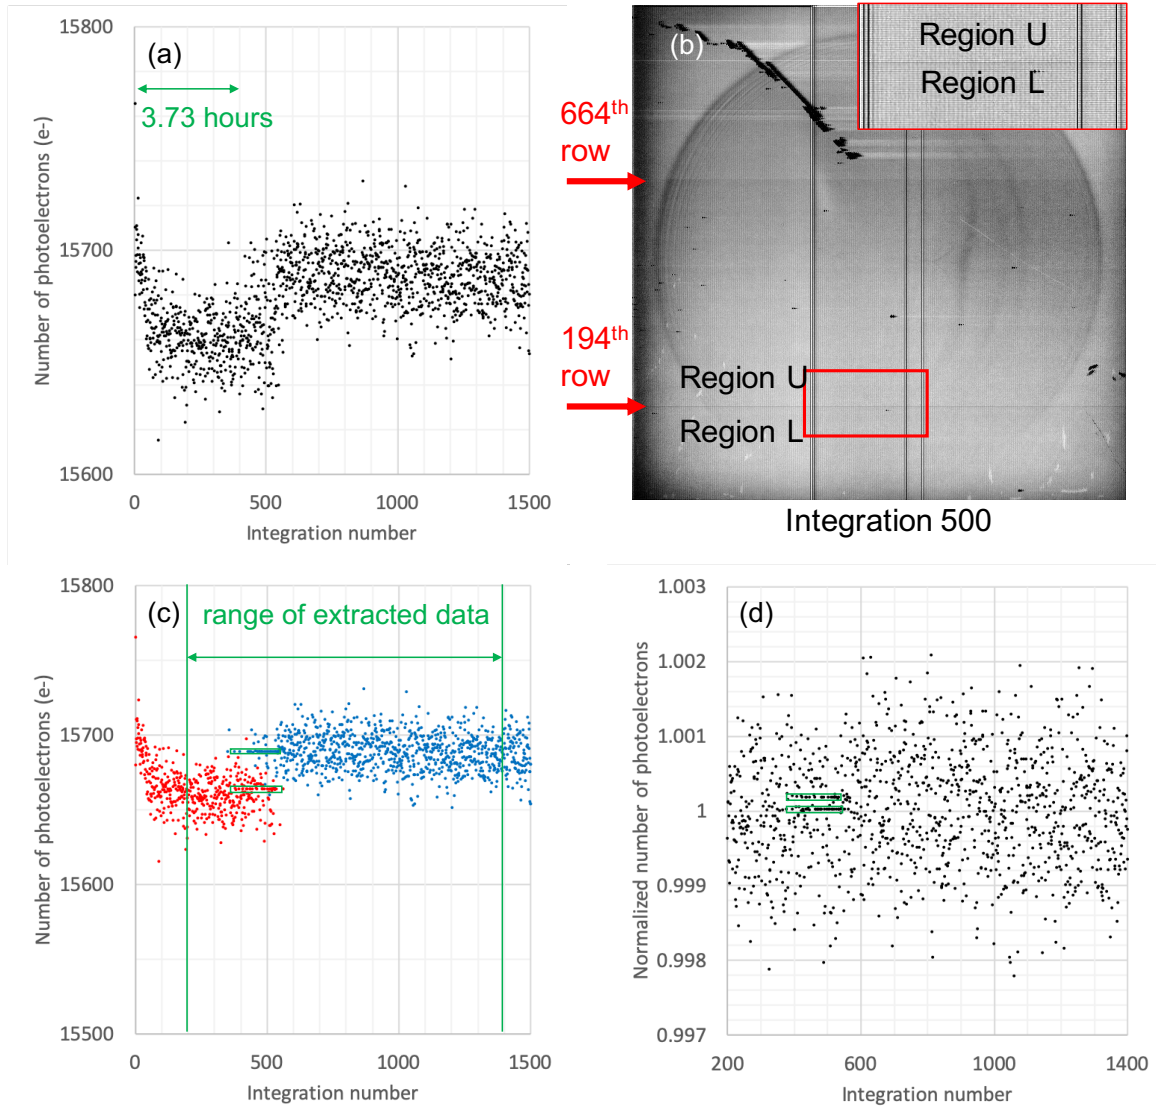 (a)
15800
15700
15600
0
500
1000
1500
3.73 hours
Number of photoelectrons (e-)
Integration number
(b)
Region U
Region L
664th
row
194th
row
Region U
Region L
Integration 500
(c)
15800
15700
15600
15500
0
500
1000
1500
range of extracted data
Number of photoelectrons (e-)
Integration number
(d)
1.003
1.002
1.001
1
0.999
0.998
0.997
200
600
1000
1400
Normalized number of photoelectrons
Integration number